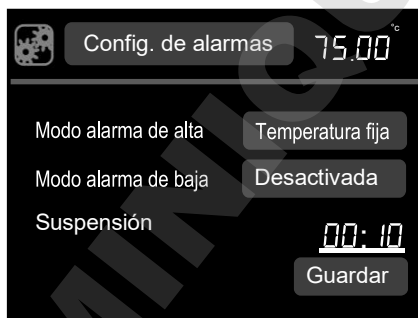 Config. de alarmas 75.00 °c
Modo alarma de alta Temperatura fija
Modo alarma de baja Desactivada
Suspensión 00:10
Guardar